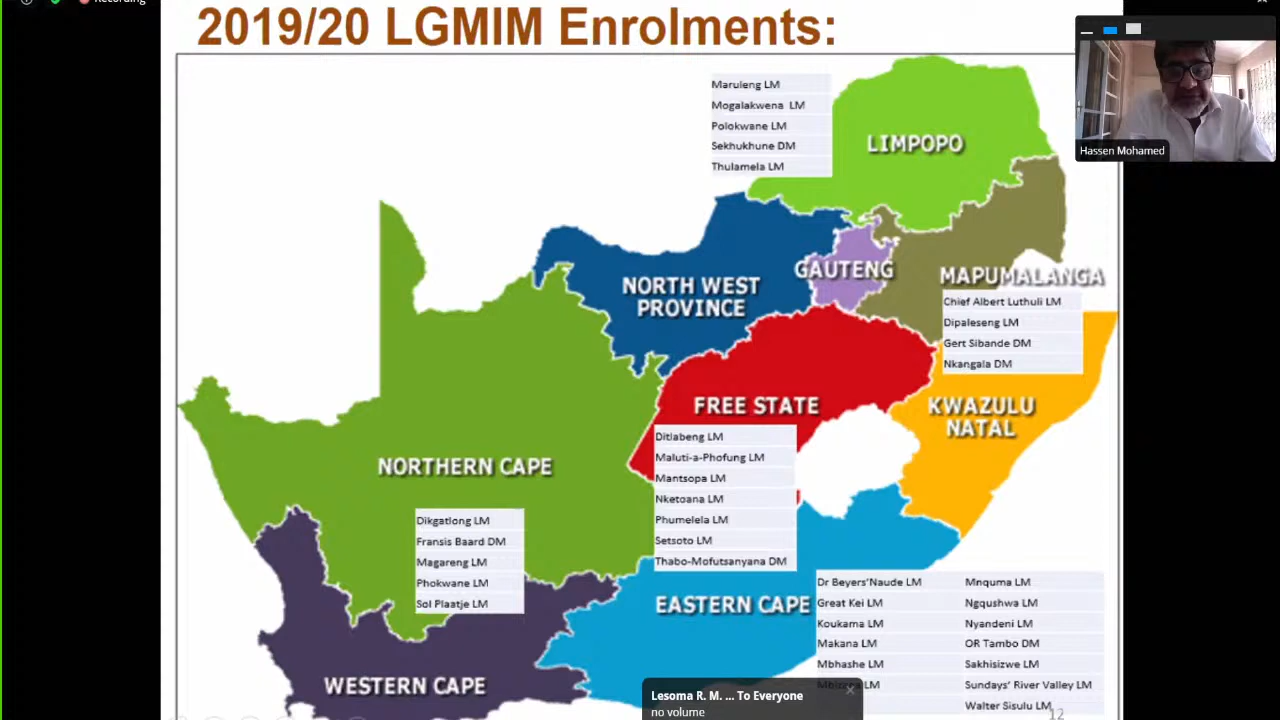 Recording
2019/20 LGMIM Enrolments:
Hassen Mohamed
Maruleng LM
Mogalakwena LM
Polokwane LM
Sekhukhune DM
Thulamela LM
LIMPOPO
NORTH WEST
PROVINCE
GAUTENG
MAPUMALANGA
Chief Albert Luthuli LM
Dipaleseng LM
Gert Sibande DM
Nkangala DM
FREE STATE
Ditlabeng LM
Maluti-a-Phofung LM
Mantsopa LM
Nketoana LM
Phumelela LM
Setsoto LM
Thabo-Mofutsanyana DM
KWAZULU
NATAL
NORTHERN CAPE
Dikgatlong LM
Fransis Baard DM
Magareng LM
Phokwane LM
Sol Plaatje LM
EASTERN CAPE
Dr Beyers'Naude LM
Great Kei LM
Koukama LM
Makana LM
Mbhashe LM
LM
Mnquma LM
Ngqushwa LM
Nyandeni LM
OR Tambo DM
Sakhisizwe LM
Sundays' River Valley LM
Walter Sisulu LM
WESTERN CAPE
Lesoma R. M. ... To Everyone
no volume
12